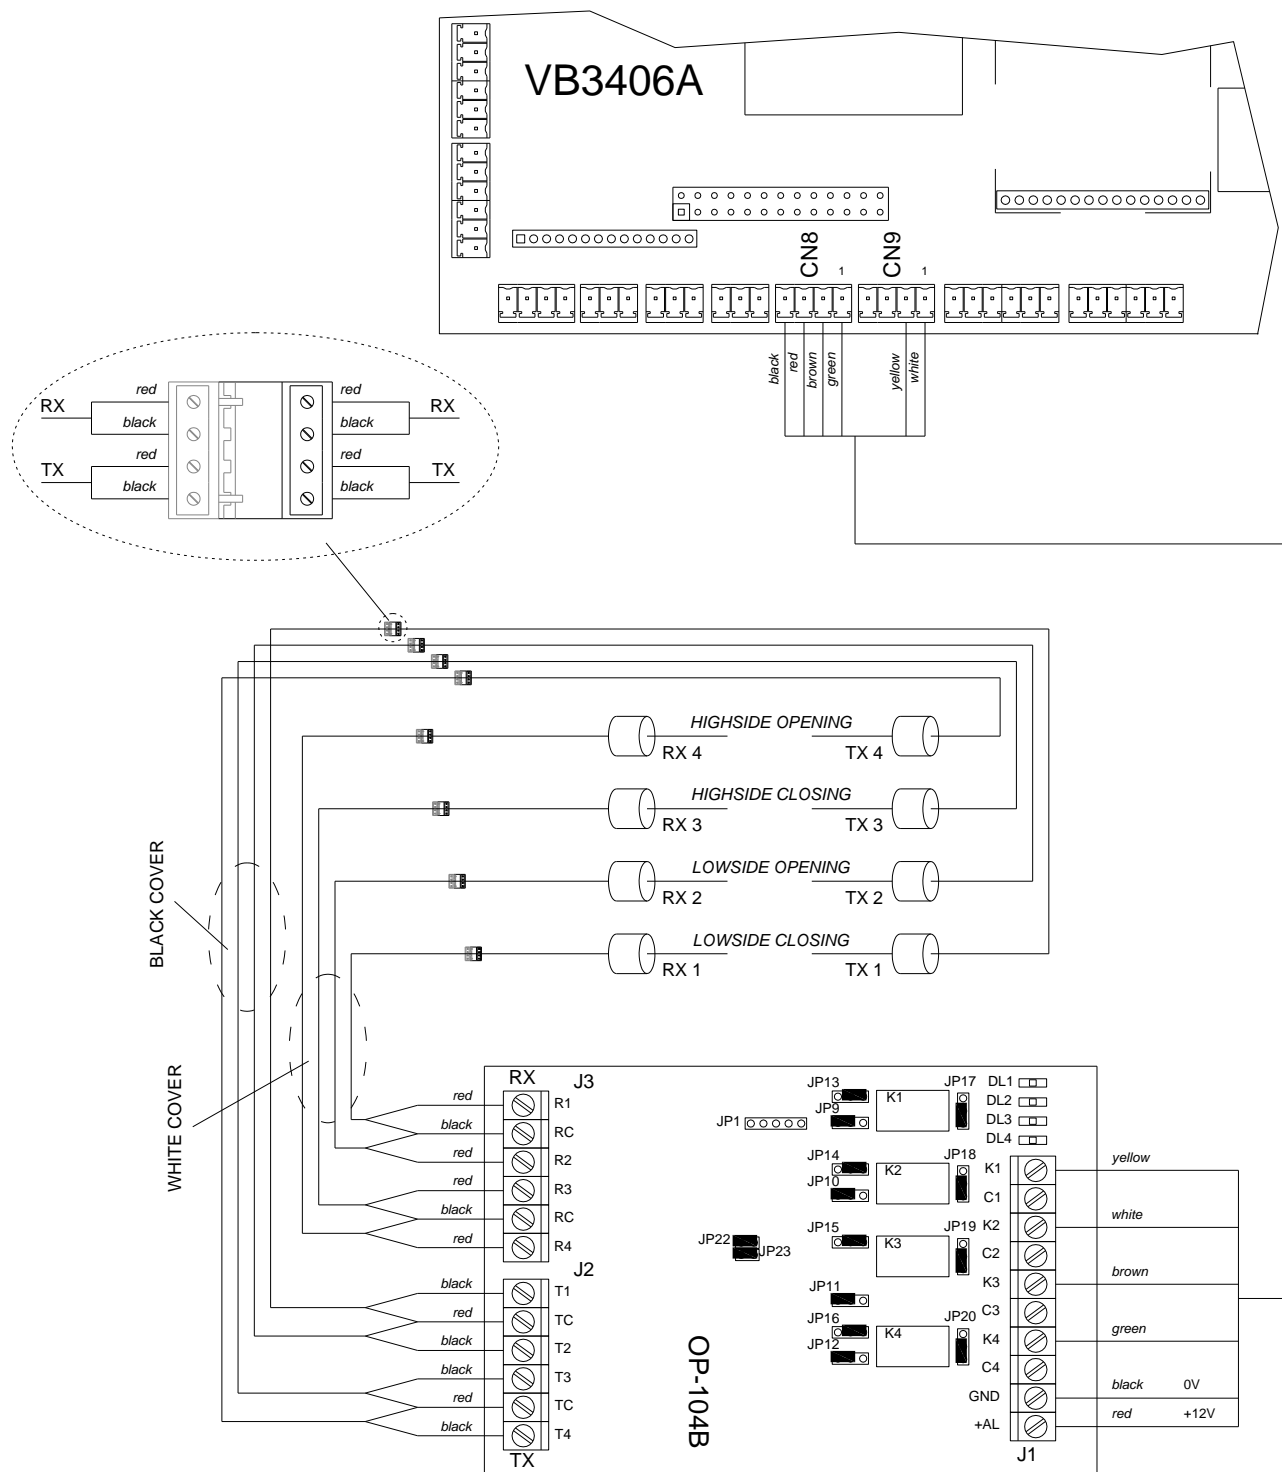 VB3406A
CN8
CN9
1
1
black
red
brown
green
yellow
white
red
red
RX
RX
black
black
red
red
TX
TX
black
black
HIGHSIDE OPENING
RX 4
TX 4
HIGHSIDE CLOSING
RX 3
TX 3
LOWSIDE OPENING
RX 2
TX 2
LOWSIDE CLOSING
RX 1
TX 1
BLACK COVER
WHITE COVER
RX
J3
red
R1
black
RC
red
R2
red
R3
black
RC
red
R4
J2
black
T1
red
TC
black
T2
black
T3
red
TC
black
T4
TX
JP1
JP22
JP23
OP-104B
JP13
JP9
K1
JP17
JP14
JP10
K2
JP18
JP15
K3
JP19
JP11
JP16
JP12
K4
JP20
DL1
DL2
DL3
DL4
K1
yellow
C1
K2
white
C2
K3
brown
C3
K4
green
C4
GND
black
0V
+AL
red
+12V
J1